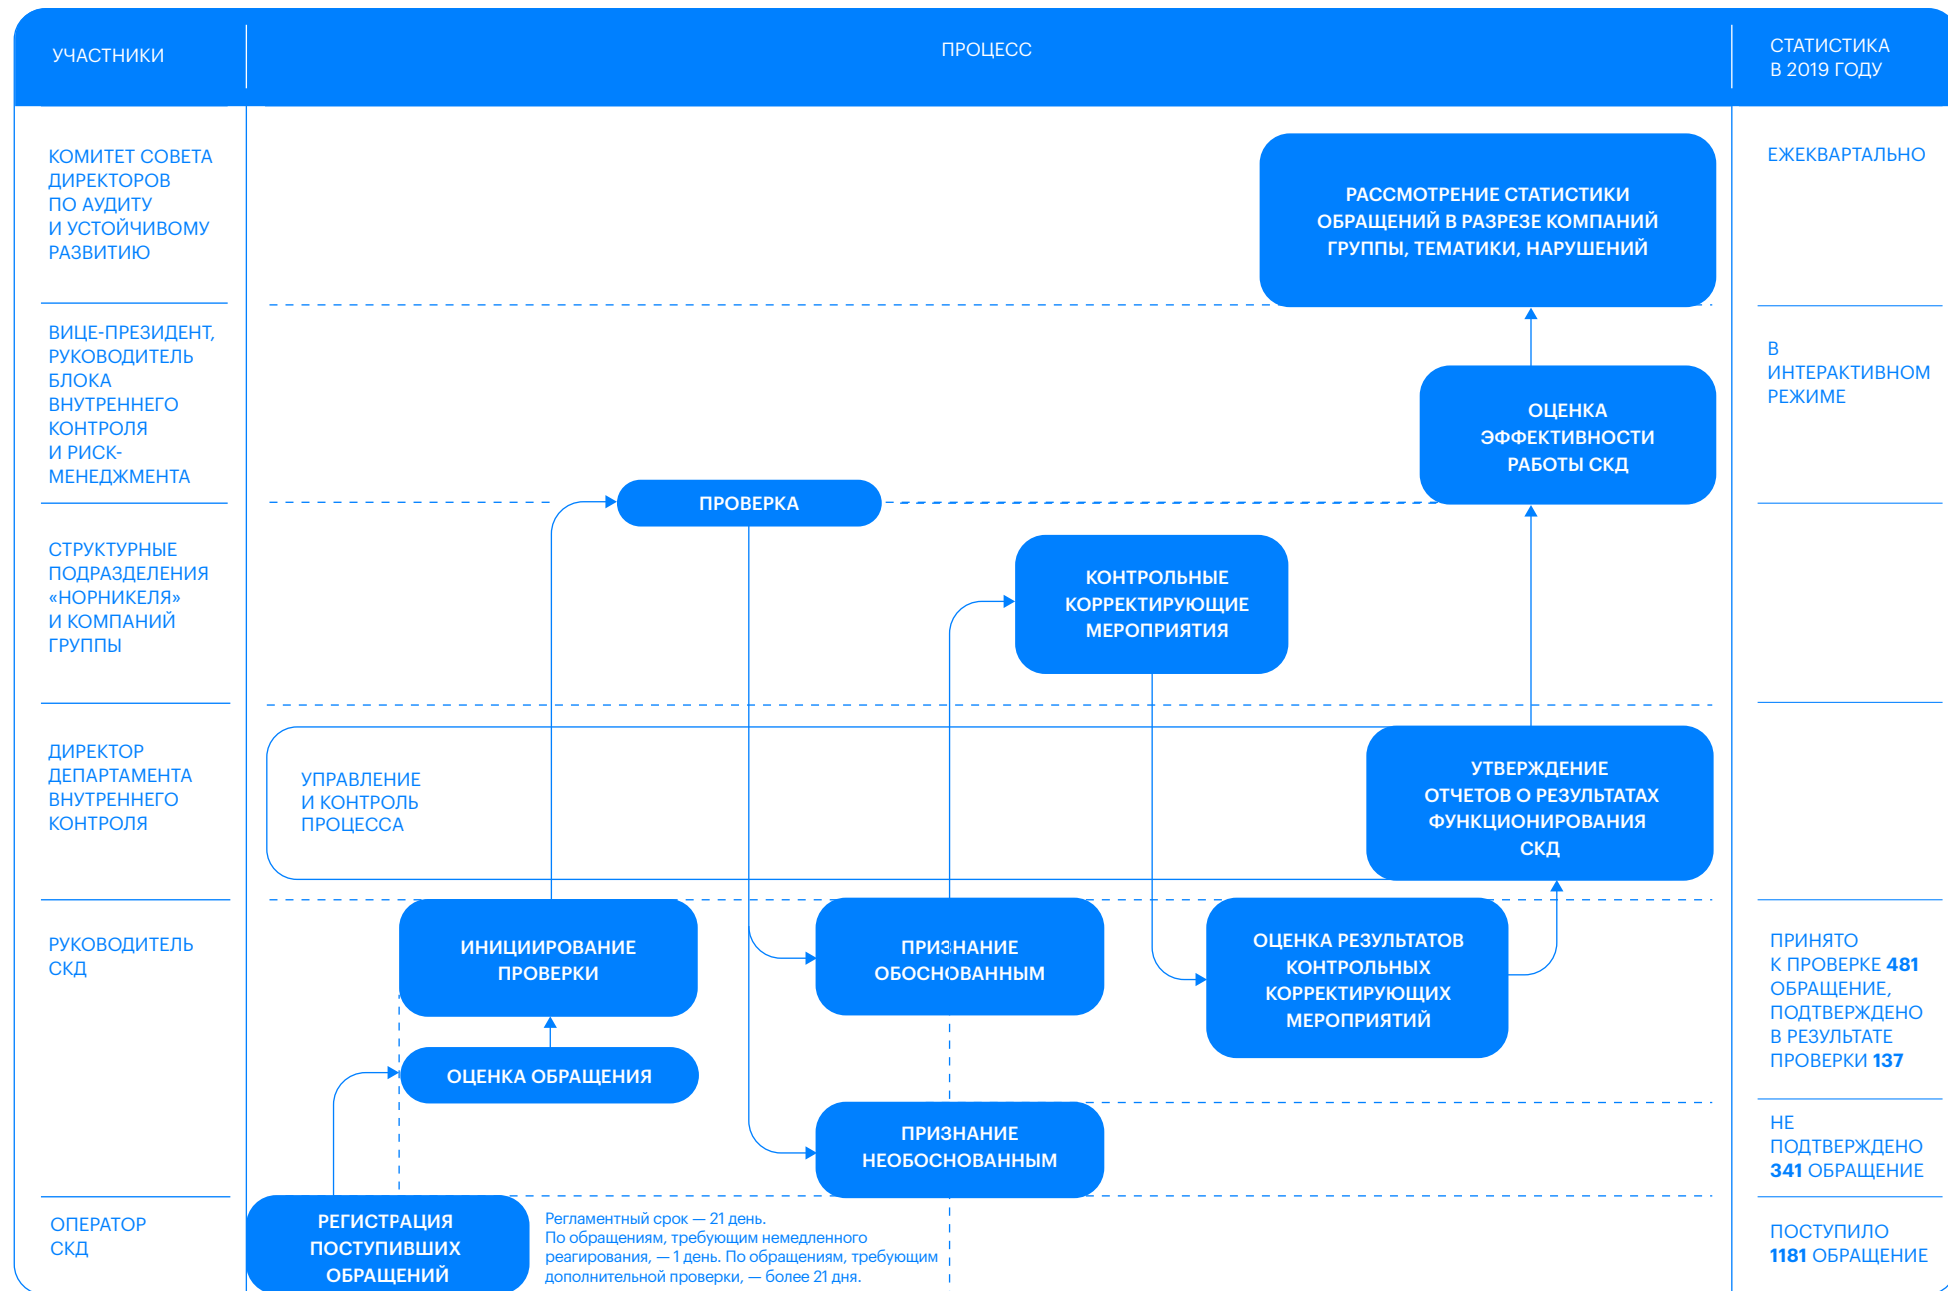 УЧАСТНИКИ
ПРОЦЕСС
СТАТИСТИКА
В 2019 ГОДУ
КОМИТЕТ СОВЕТА
ДИРЕКТОРОВ
ПО АУДИТУ
И УСТОЙЧИВОМУ
РАЗВИТИЮ
РАССМОТРЕНИЕ СТАТИСТИКИ
ОБРАЩЕНИЙ В РАЗРЕЗЕ КОМПАНИЙ
ГРУППЫ, ТЕМАТИКИ, НАРУШЕНИЙ
ЕЖЕКВАРТАЛЬНО
ВИЦЕ-ПРЕЗИДЕНТ,
РУКОВОДИТЕЛЬ
БЛОКА
ВНУТРЕННЕГО
КОНТРОЛЯ
И РИСК-
МЕНЕДЖМЕНТА
ОЦЕНКА
ЭФФЕКТИВНОСТИ
РАБОТЫ СКД
В
ИНТЕРАКТИВНОМ
РЕЖИМЕ
ПРОВЕРКА
СТРУКТУРНЫЕ
ПОДРАЗДЕЛЕНИЯ
«НОРНИКЕЛЯ»
И КОМПАНИЙ
ГРУППЫ
КОНТРОЛЬНЫЕ
КОРРЕКТИРУЮЩИЕ
МЕРОПРИЯТИЯ
ДИРЕКТОР
ДЕПАРТАМЕНТА
ВНУТРЕННЕГО
КОНТРОЛЯ
УПРАВЛЕНИЕ
И КОНТРОЛЬ
ПРОЦЕССА
УТВЕРЖДЕНИЕ
ОТЧЕТОВ О РЕЗУЛЬТАТАХ
ФУНКЦИОНИРОВАНИЯ
СКД
РУКОВОДИТЕЛЬ
СКД
ИНИЦИИРОВАНИЕ
ПРОВЕРКИ
ПРИЗНАНИЕ
ОБОСНОВАННЫМ
ОЦЕНКА РЕЗУЛЬТАТОВ
КОНТРОЛЬНЫХ
КОРРЕКТИРУЮЩИХ
МЕРОПРИЯТИЙ
ПРИНЯТО
К ПРОВЕРКЕ 481
ОБРАЩЕНИЕ,
ПОДТВЕРЖДЕНО
В РЕЗУЛЬТАТЕ
ПРОВЕРКИ 137
ОЦЕНКА ОБРАЩЕНИЯ
ПРИЗНАНИЕ
НЕОБОСНОВАННЫМ
НЕ
ПОДТВЕРЖДЕНО
341 ОБРАЩЕНИЕ
ОПЕРАТОР
СКД
РЕГИСТРАЦИЯ
ПОСТУПИВШИХ
ОБРАЩЕНИЙ
Регламентный срок — 21 день.
По обращениям, требующим немедленного
реагирования, — 1 день. По обращениям, требующим
дополнительной проверки, — более 21 дня.
ПОСТУПИЛО
1181 ОБРАЩЕНИЕ